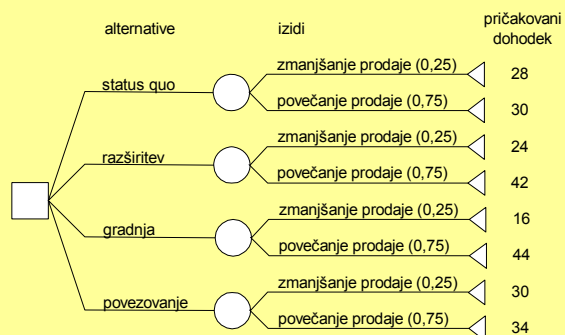 alternative izidi pričakovani dohodek
zmanjšanje prodaje (0,25) 28
status quo
povečanje prodaje (0,75) 30
zmanjšanje prodaje (0,25) 24
razširitev
povečanje prodaje (0,75) 42
zmanjšanje prodaje (0,25) 16
gradnja
povečanje prodaje (0,75) 44
zmanjšanje prodaje (0,25) 30
povezovanje
povečanje prodaje (0,75) 34